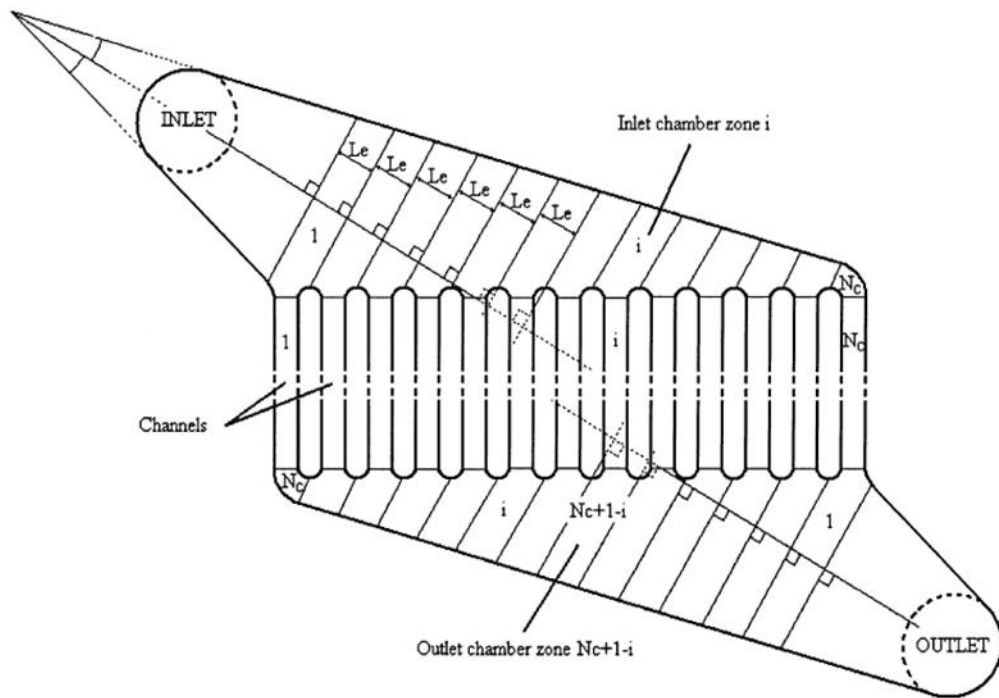 INLET
Inlet chamber zone i
Le
Le
Le
Le
Le
Le
1
i
Nc
1
i
Nc
Channels
Nc
i
Nc+1-i
1
Outlet chamber zone Nc+1-i
OUTLET